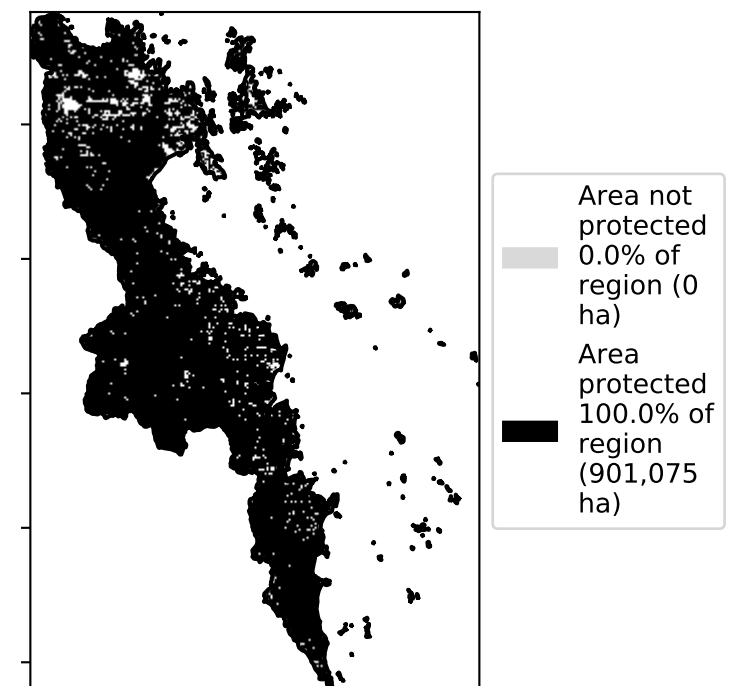 Area not
protected
0.0% of
region (0
ha)
Area
protected
100.0% of
region
(901,075
ha)